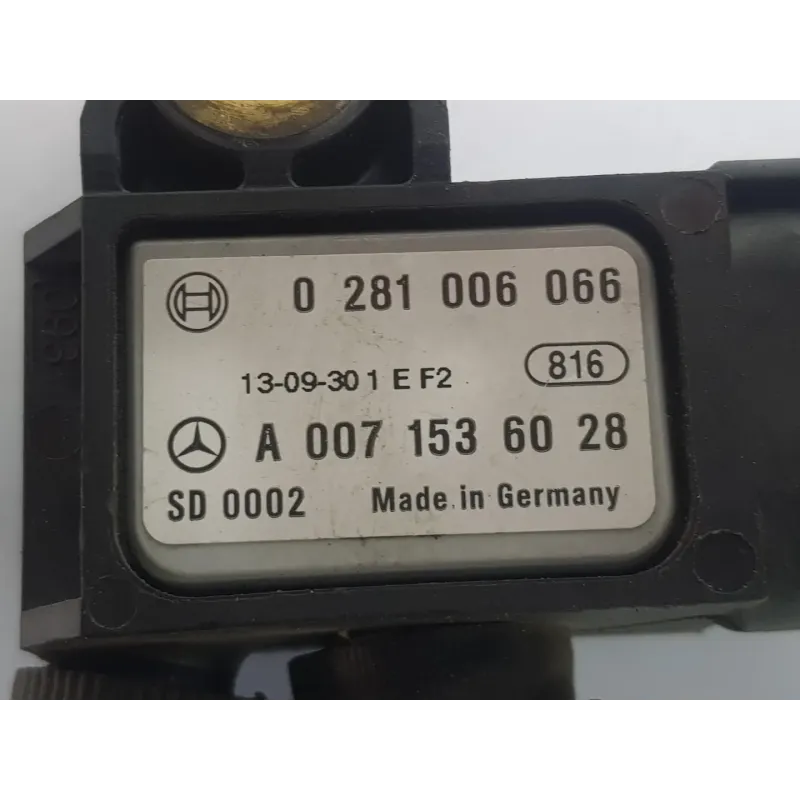 0 281 006 066
13-09-30 1 E F2
816
A 007 153 60 28
SD 0002 Made in Germany